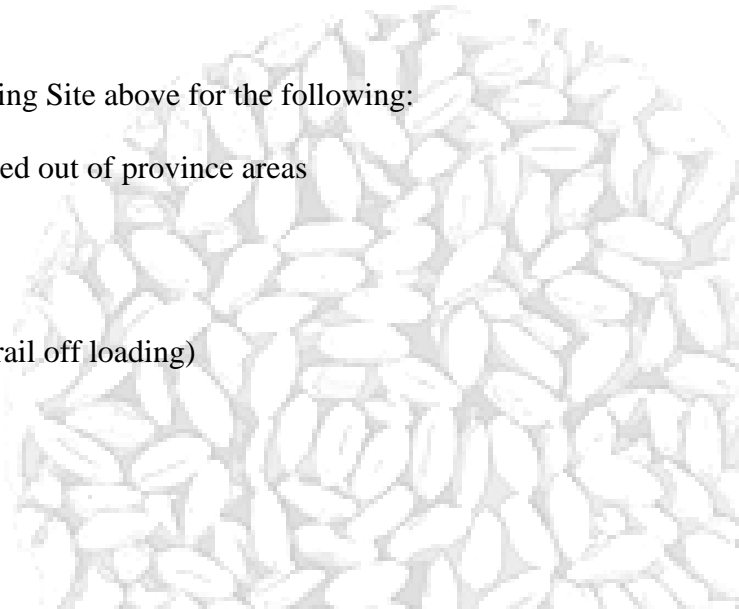 ing Site above for the following:
ed out of province areas
rail off loading)